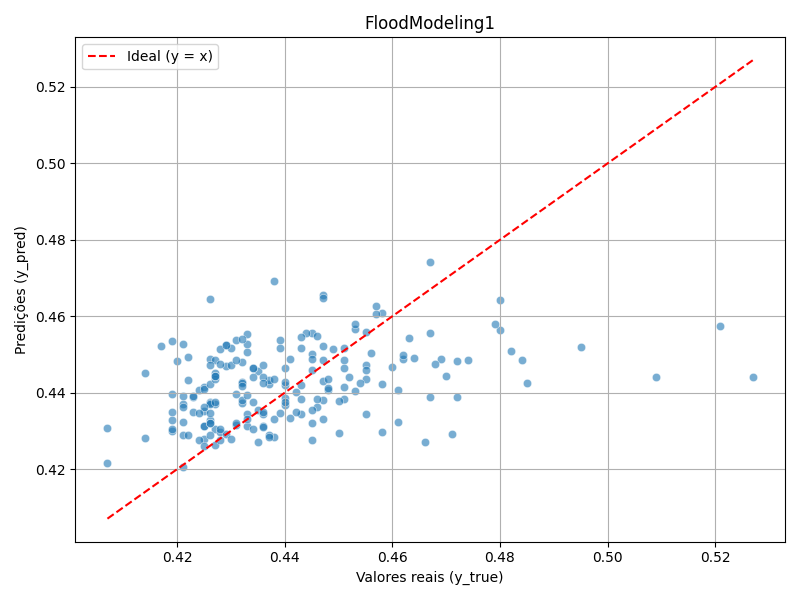 FloodModeling1
Ideal (y = x)
0.52
0.50
0.48
0.46
0.44
0.42
Predições (y_pred)
0.42 0.44 0.46 0.48 0.50 0.52
Valores reais (y_true)